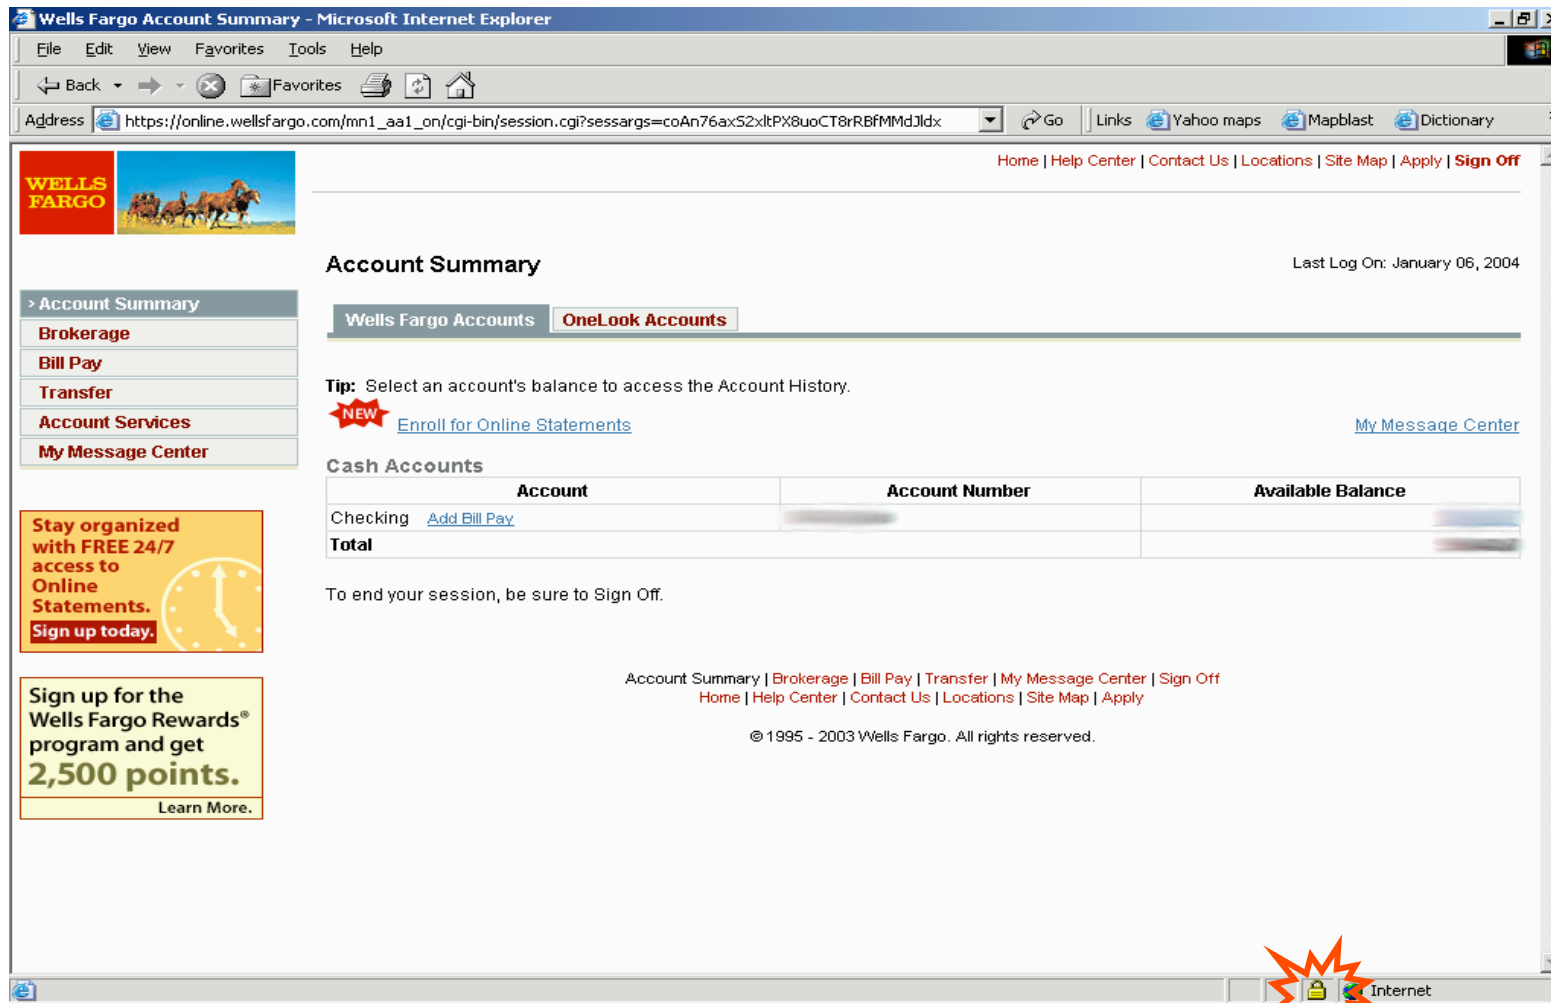 Wells Fargo Account Summary - Microsoft Internet Explorer
File Edit View Favorites Tools Help
Back Favorites
Address https://online.wellsfargo.com/mn1_aa1_on/cgi-bin/session.cgi?sessargs=coAn76axS2xltPX8uoCT8rRBfMMdJldx Go Links Yahoo maps Mapblast Dictionary
WELLS
FARGO
Home | Help Center | Contact Us | Locations | Site Map | Apply | Sign Off
Account Summary
Last Log On: January 06, 2004
> Account Summary
Brokerage
Bill Pay
Transfer
Account Services
My Message Center
Wells Fargo Accounts OneLook Accounts
Tip: Select an account's balance to access the Account History.
NEW Enroll for Online Statements My Message Center
Cash Accounts
Account Account Number Available Balance
Checking Add Bill Pay
Total
To end your session, be sure to Sign Off.
Stay organized
with FREE 24/7
access to
Online
Statements.
Sign up today.
Sign up for the
Wells Fargo Rewards®
program and get
2,500 points.
Learn More.
Account Summary | Brokerage | Bill Pay | Transfer | My Message Center | Sign Off
Home | Help Center | Contact Us | Locations | Site Map | Apply
© 1995 - 2003 Wells Fargo. All rights reserved.
Internet